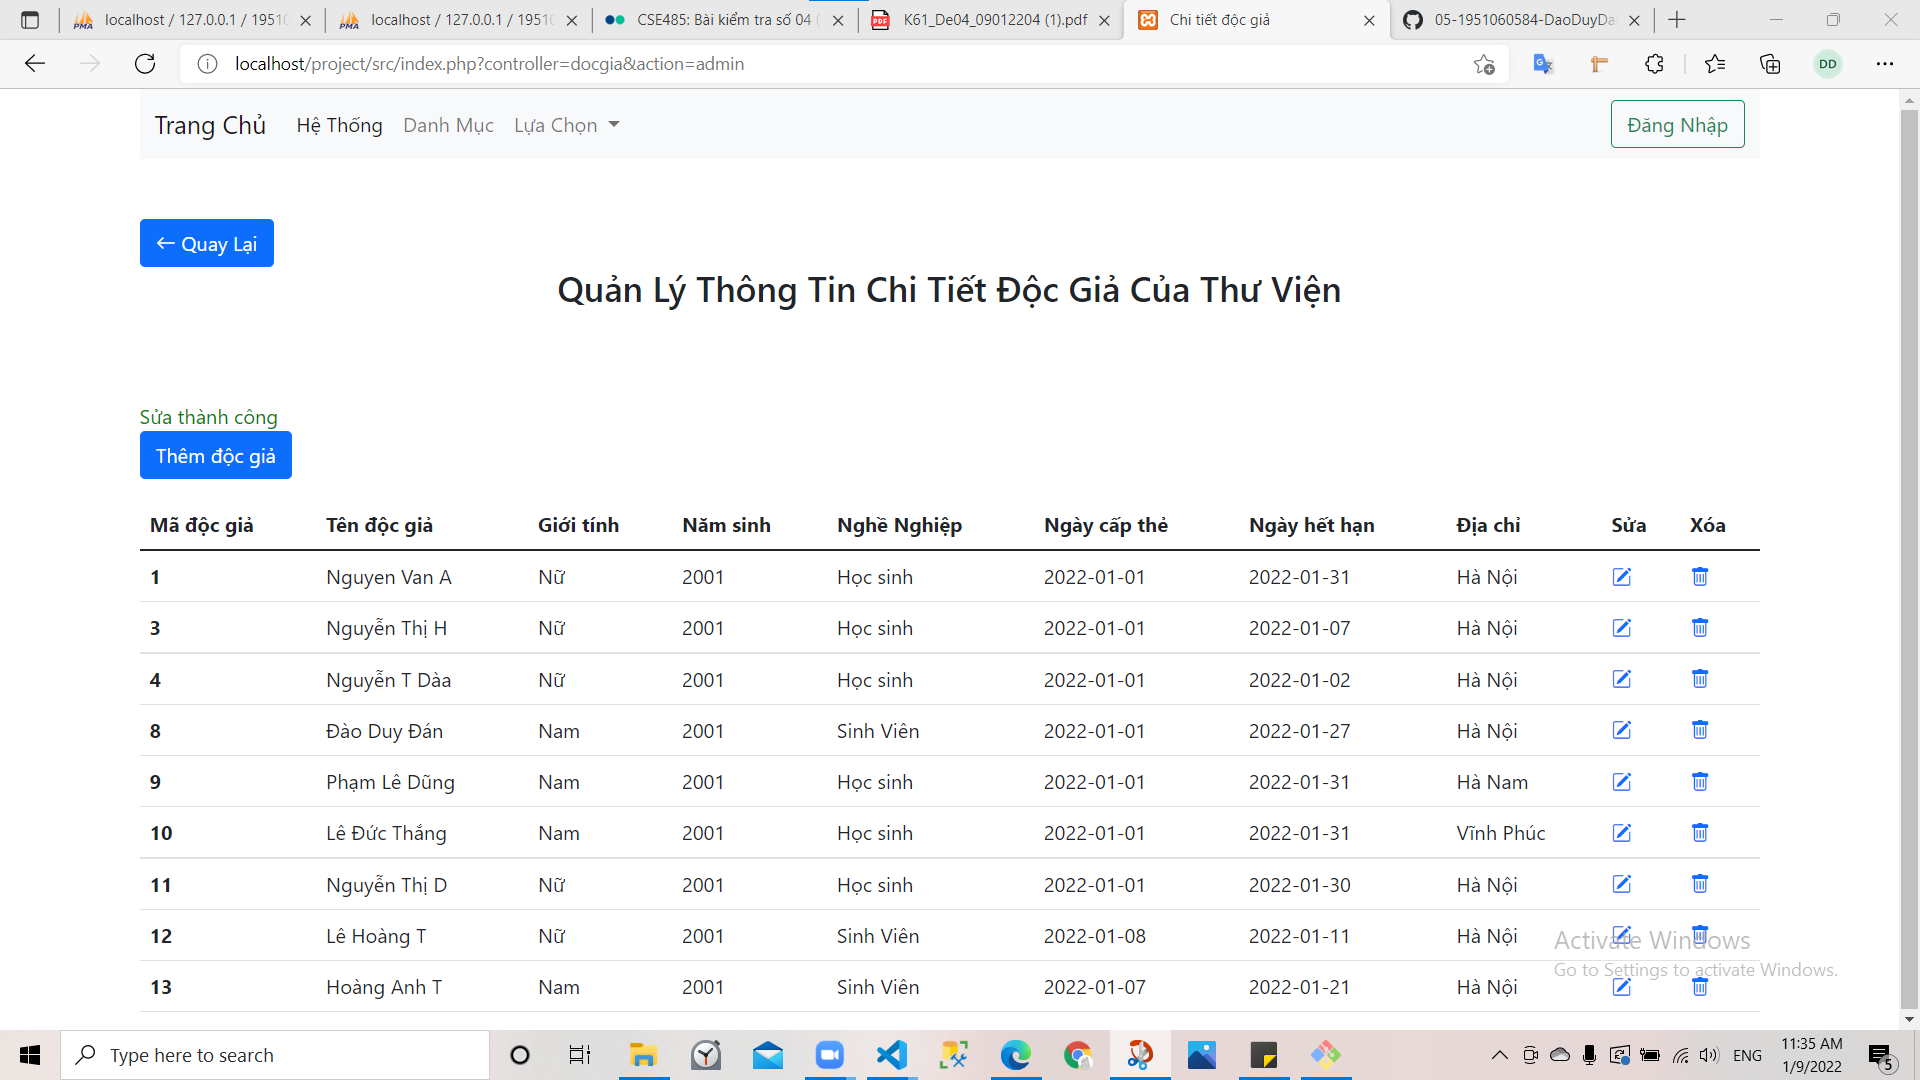 localhost / 127.0.0.1 / 1951
localhost / 127.0.0.1 / 1951
CSE485: Bài kiểm tra số 04
K61_De04_09012204 (1).pdf
Chi tiết độc giả
05-1951060584-DaoDuyDa
localhost/project/src/index.php?controller=docgia&action=admin
DD
Trang Chủ Hệ Thống Danh Mục Lựa Chọn Đăng Nhập
← Quay Lại
Quản Lý Thông Tin Chi Tiết Độc Giả Của Thư Viện
Sửa thành công
Thêm độc giả
Mã độc giả Tên độc giả Giới tính Năm sinh Nghề Nghiệp Ngày cấp thẻ Ngày hết hạn Địa chỉ Sửa Xóa
1 Nguyen Van A Nữ 2001 Học sinh 2022-01-01 2022-01-31 Hà Nội
3 Nguyễn Thị H Nữ 2001 Học sinh 2022-01-01 2022-01-07 Hà Nội
4 Nguyễn T Dàa Nữ 2001 Học sinh 2022-01-01 2022-01-02 Hà Nội
8 Đào Duy Đán Nam 2001 Sinh Viên 2022-01-01 2022-01-27 Hà Nội
9 Phạm Lê Dũng Nam 2001 Học sinh 2022-01-01 2022-01-31 Hà Nam
10 Lê Đức Thắng Nam 2001 Học sinh 2022-01-01 2022-01-31 Vĩnh Phúc
11 Nguyễn Thị D Nữ 2001 Học sinh 2022-01-01 2022-01-30 Hà Nội
12 Lê Hoàng T Nữ 2001 Sinh Viên 2022-01-08 2022-01-11 Hà Nội
13 Hoàng Anh T Nam 2001 Sinh Viên 2022-01-07 2022-01-21 Hà Nội
Activate Windows
Go to Settings to activate Windows.
Type here to search
ENG
11:35 AM
1/9/2022
5